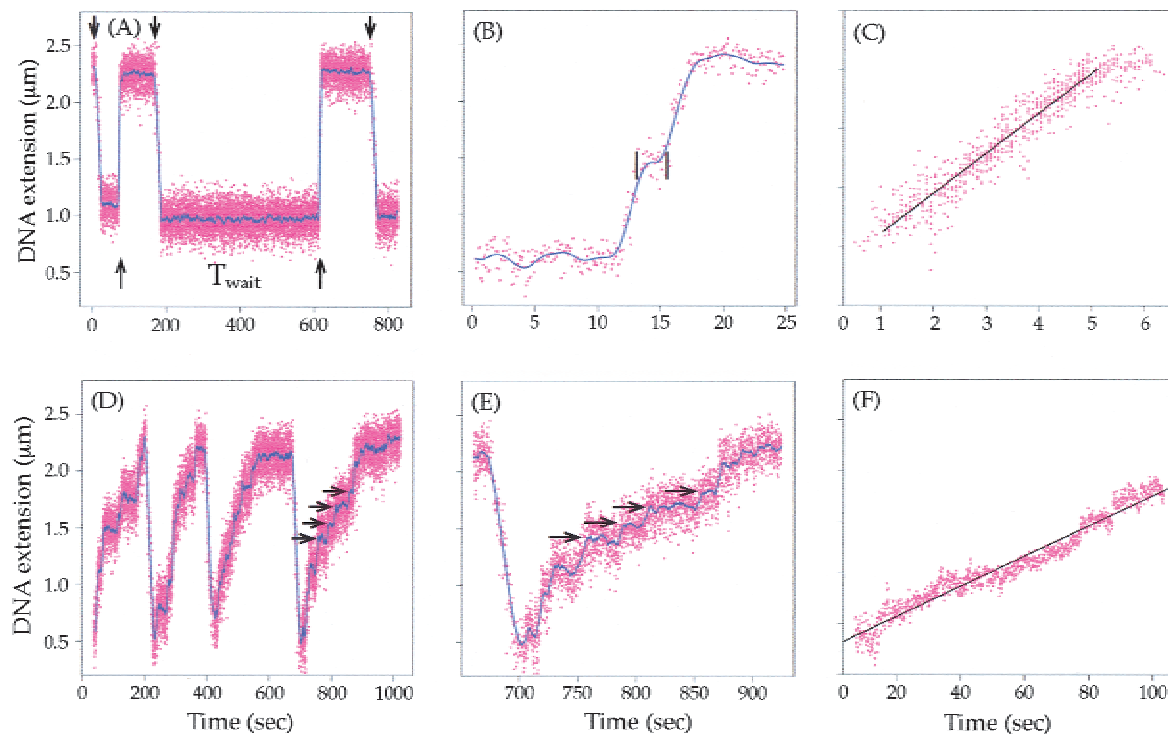 (A)
DNA extension (μm)
2.5
2.0
1.5
1.0
0.5
T wait
0 200 400 600 800
(B)
0 5 10 15 20 25
(C)
0 1 2 3 4 5 6
(D)
DNA extension (μm)
2.5
2.0
1.5
1.0
0.5
0 200 400 600 800 1000
Time (sec)
(E)
700 750 800 850 900
Time (sec)
(F)
0 20 40 60 80 100
Time (sec)